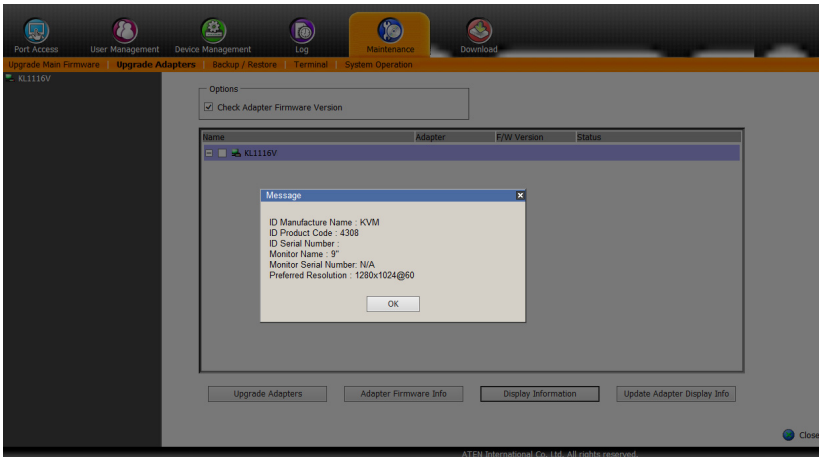 Port Access User Management Device Management Log Maintenance Download
Upgrade Main Firmware | Upgrade Adapters | Backup / Restore | Terminal | System Operation
KL1116V
Options
Check Adapter Firmware Version
Name Adapter F/W Version Status
KL1116V
Message
ID Manufacture Name : KVM
ID Product Code : 4308
ID Serial Number :
Monitor Name : 9"
Monitor Serial Number: N/A
Preferred Resolution : 1280x1024@60
OK
Upgrade Adapters Adapter Firmware Info Display Information Update Adapter Display Info
Close
ATEN International Co. Ltd. All rights reserved.